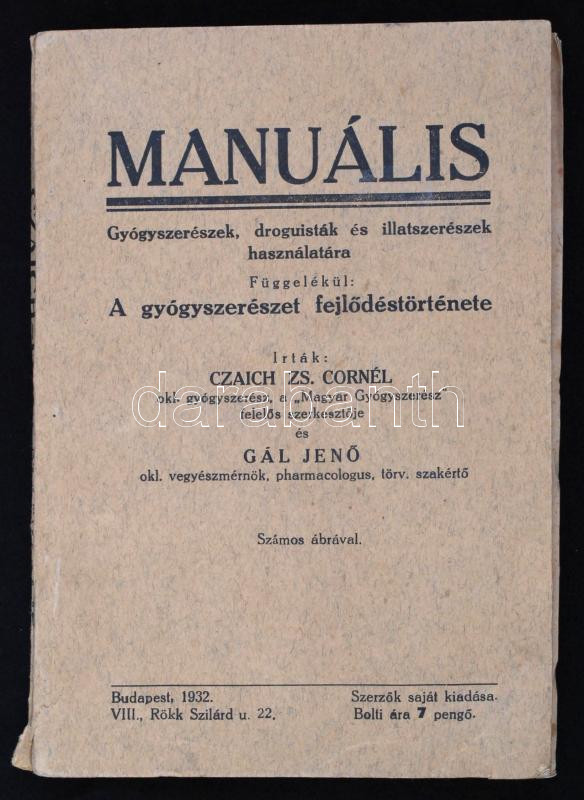 MANUÁLIS
Gyógyszerészek, droguisták és illatszerészek
használatára
Függelékül:
A gyógyszerészet fejlődéstörténete
Irták:
CZAICH ZS. CORNÉL
okl. gyógyszerész, a „Magyar Gyógyszerész"
felelős szerkesztője
és
GÁL JENŐ
okl. vegyészmérnök, pharmacologus, törv. szakértő
Számos ábrával.
Budapest, 1932.
VIII., Rökk Szilárd u. 22.
Szerzők saját kiadása.
Bolti ára 7 pengő.
darabanth